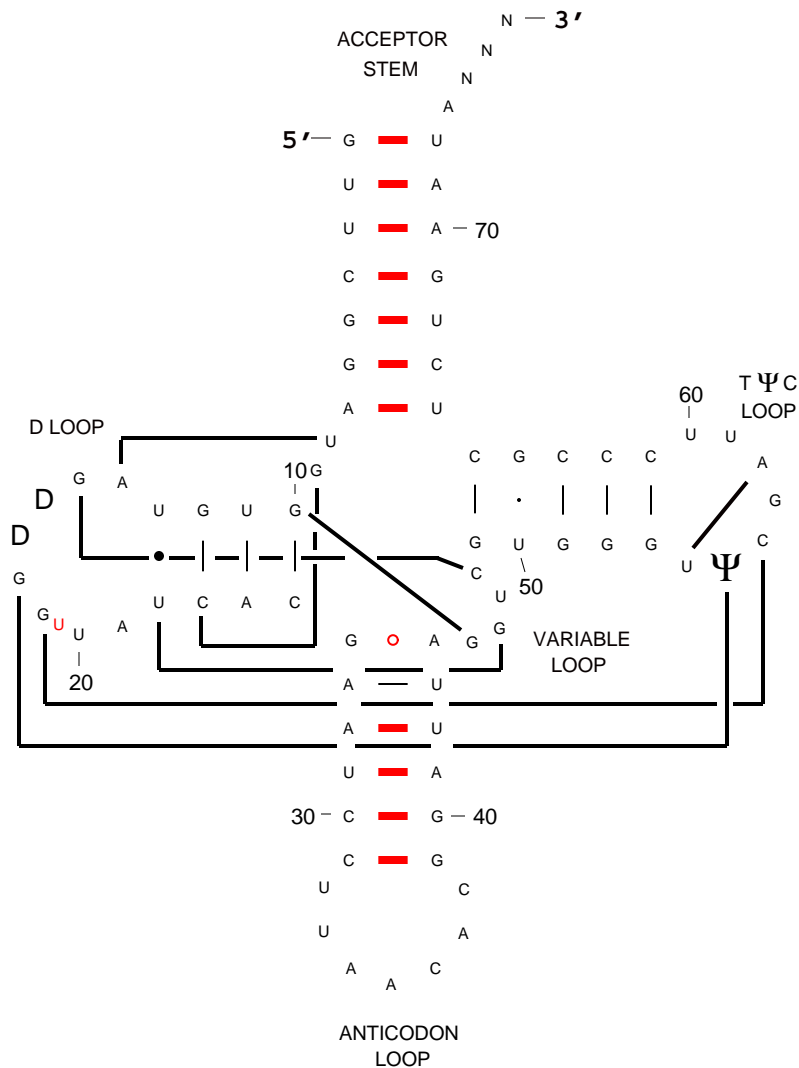 N — 3'
ACCEPTOR
STEM
N
N
A
5' — G U
U A
U A — 70
C G
G U
G C
A U
60
T Ψ C
LOOP
D LOOP
U
U U
G A
10 G
C G C C C
A
D
U G U G
G
D
G U G G G
U Ψ
C
G
C
50
U
G U U A
U C A C
G
20
G A G
VARIABLE
LOOP
A U
A U
U A
30 — C G — 40
C G
U C
U A
A A C
ANTICODON
LOOP